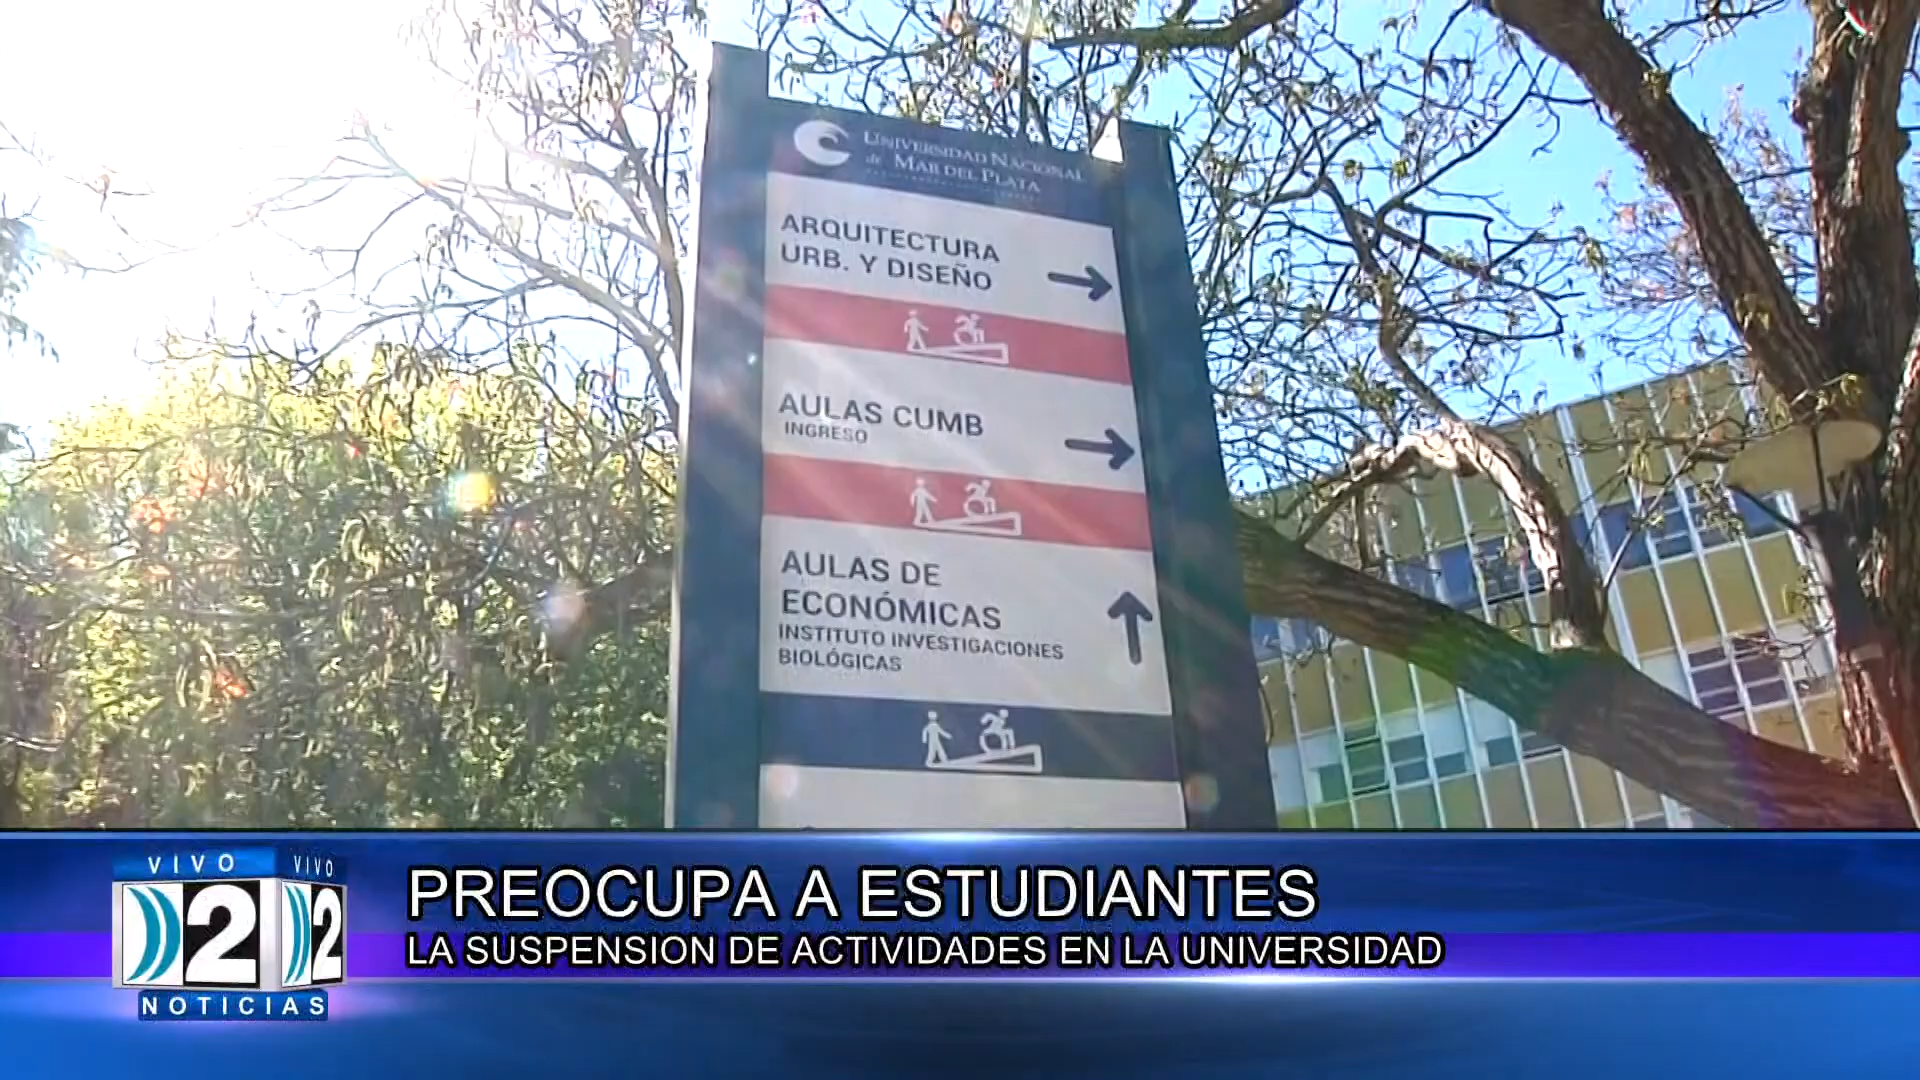 UNIVERSIDAD NACIONAL
de MAR DEL PLATA
ARQUITECTURA
URB. Y DISEÑO
AULAS CUMB
INGRESO
AULAS DE
ECONÓMICAS
INSTITUTO INVESTIGACIONES
BIOLÓGICAS
VIVO
VIVO
2
2
NOTICIAS
PREOCUPA A ESTUDIANTES
LA SUSPENSION DE ACTIVIDADES EN LA UNIVERSIDAD